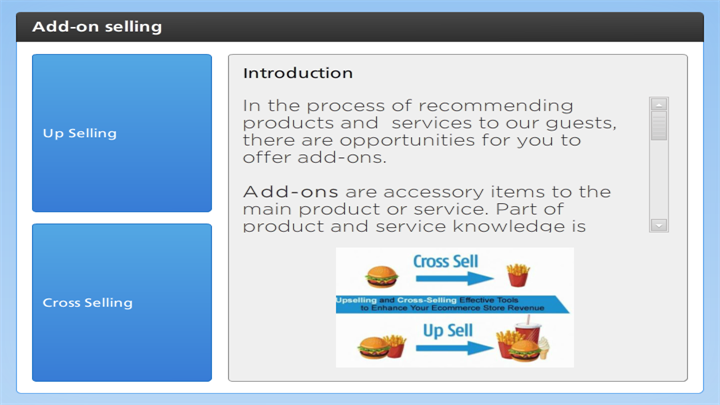 Add-on selling
Up Selling
Cross Selling
Introduction
In the process of recommending
products and  services to our guests,
there are opportunities for you to
offer add-ons.
Add-ons are accessory items to the
main product or service. Part of
product and service knowledge is
Cross Sell
Upselling and Cross-Selling Effective Tools
to Enhance Your Ecommerce Store Revenue
Up Sell